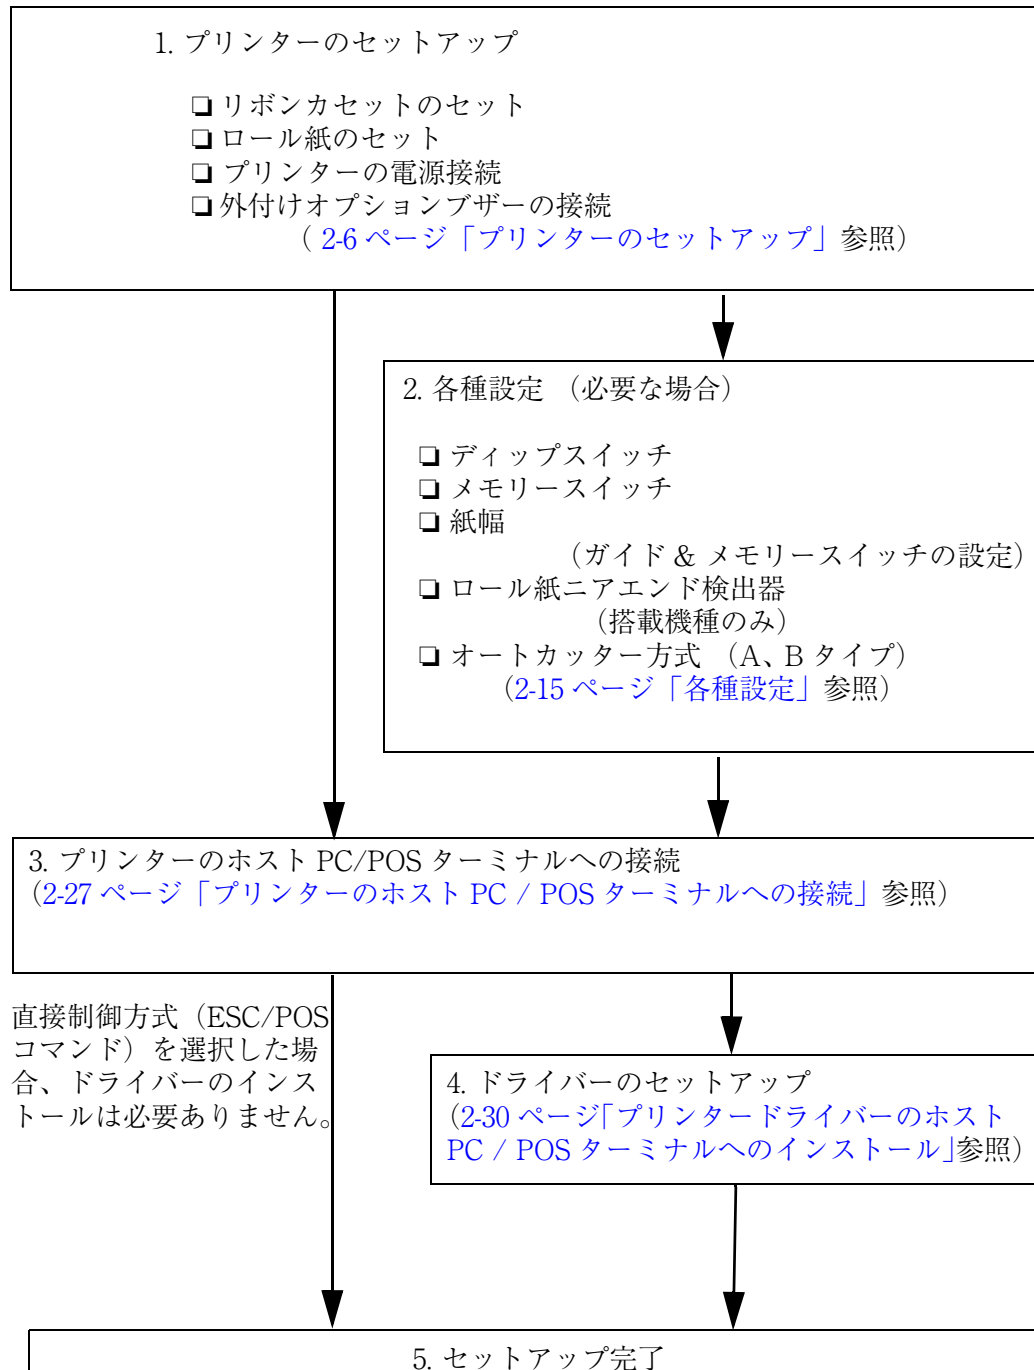 1. プリンターのセットアップ
❏ リボンカセットのセット
❏ ロール紙のセット
❏ プリンターの電源接続
❏ 外付けオプションブザーの接続
（ 2-6 ページ「プリンターのセットアップ」参照）
2. 各種設定 （必要な場合）
❏ ディップスイッチ
❏ メモリースイッチ
❏ 紙幅
（ガイド & メモリースイッチの設定）
❏ ロール紙ニアエンド検出器
（搭載機種のみ）
❏ オートカッター方式 （A、B タイプ）
（2-15 ページ「各種設定」参照）
3. プリンターのホスト PC/POS ターミナルへの接続
（2-27 ページ「プリンターのホスト PC / POS ターミナルへの接続」参照）
直接制御方式（ESC/POS
コマンド）を選択した場
合、ドライバーのインス
トールは必要ありません。
4. ドライバーのセットアップ
（2-30 ページ「プリンタードライバーのホスト
PC / POS ターミナルへのインストール」参照）
5. セットアップ完了